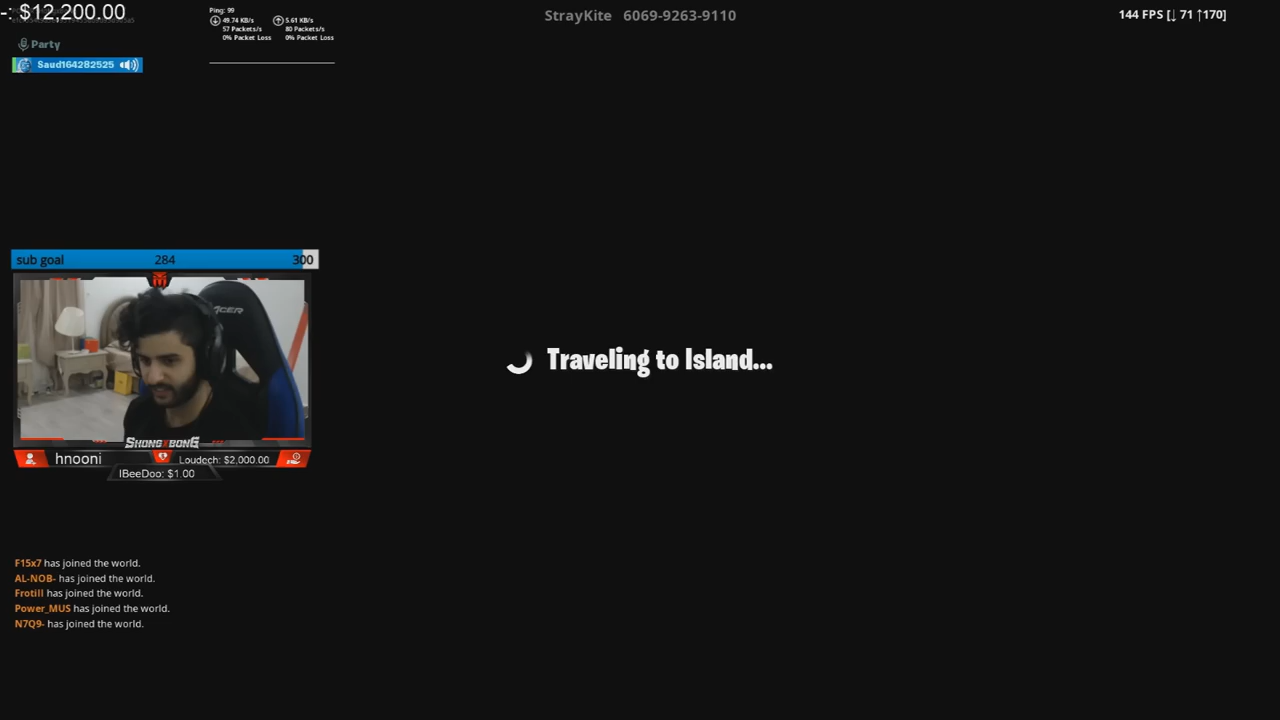 -: $12,200.00
Ping: 99
49.74 KB/s
57 Packets/s
0% Packet Loss
5.61 KB/s
80 Packets/s
0% Packet Loss
StrayKite 6069-9263-9110
144 FPS [↓ 71 ↑170]
Party
Saud164282525
sub goal 284 300
SHONGXBONG
hnooni
Loudech: $2,000.00
IBeeDoo: $1.00
Traveling to Island...
F15x7 has joined the world.
AL-NOB- has joined the world.
Frotill has joined the world.
Power_MUS has joined the world.
N7Q9- has joined the world.